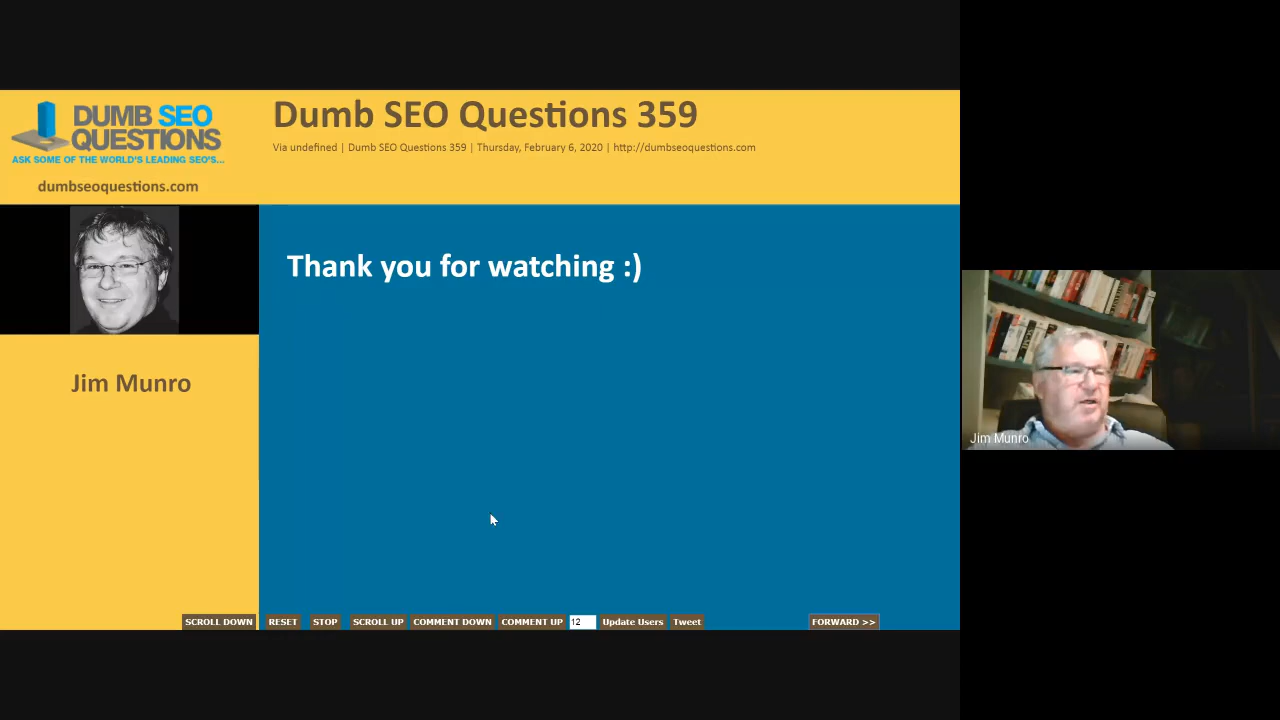 DUMB SEO
QUESTIONS
ASK SOME OF THE WORLD'S LEADING SEO'S...
dumbseoquestions.com
Dumb SEO Questions 359
Via undefined | Dumb SEO Questions 359 | Thursday, February 6, 2020 | http://dumbseoquestions.com
Thank you for watching :)
Jim Munro
Jim Munro
SCROLL DOWN RESET STOP SCROLL UP COMMENT DOWN COMMENT UP 12 Update Users Tweet FORWARD >>